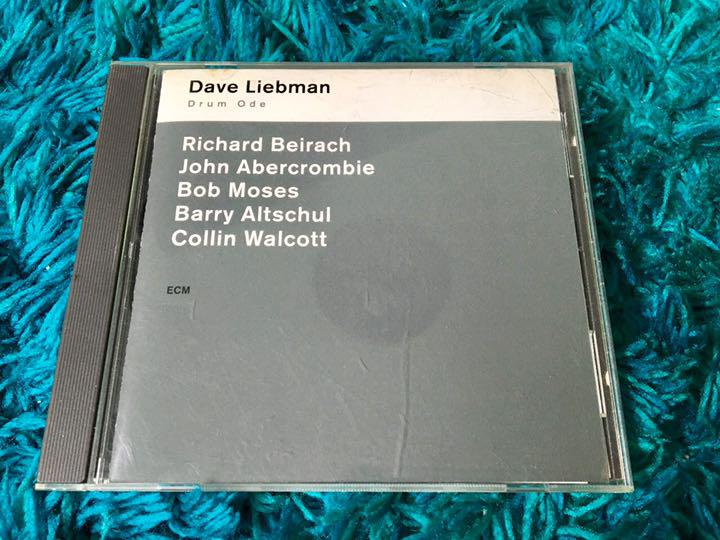 Dave Liebman
Drum Ode
Richard Beirach
John Abercrombie
Bob Moses
Barry Altschul
Collin Walcott
ECM